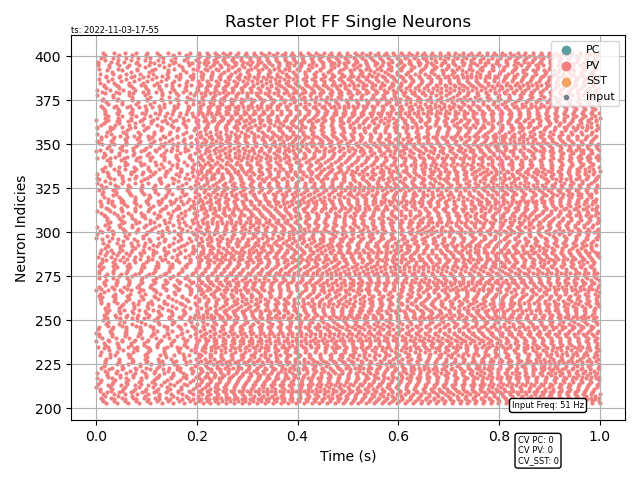 Raster Plot FF Single Neurons
ts: 2022-11-03-17-55
PC
PV
SST
input
400
375
350
325
300
275
250
225
200
Neuron Indicies
Input Freq: 51 Hz
0.0 0.2 0.4 0.6 0.8 1.0
Time (s)
CV PC: 0
CV PV: 0
CV_SST: 0